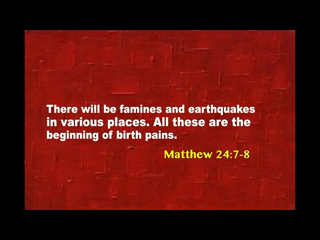 There will be famines and earthquakes
in various places. All these are the
beginning of birth pains.
Matthew 24:7-8